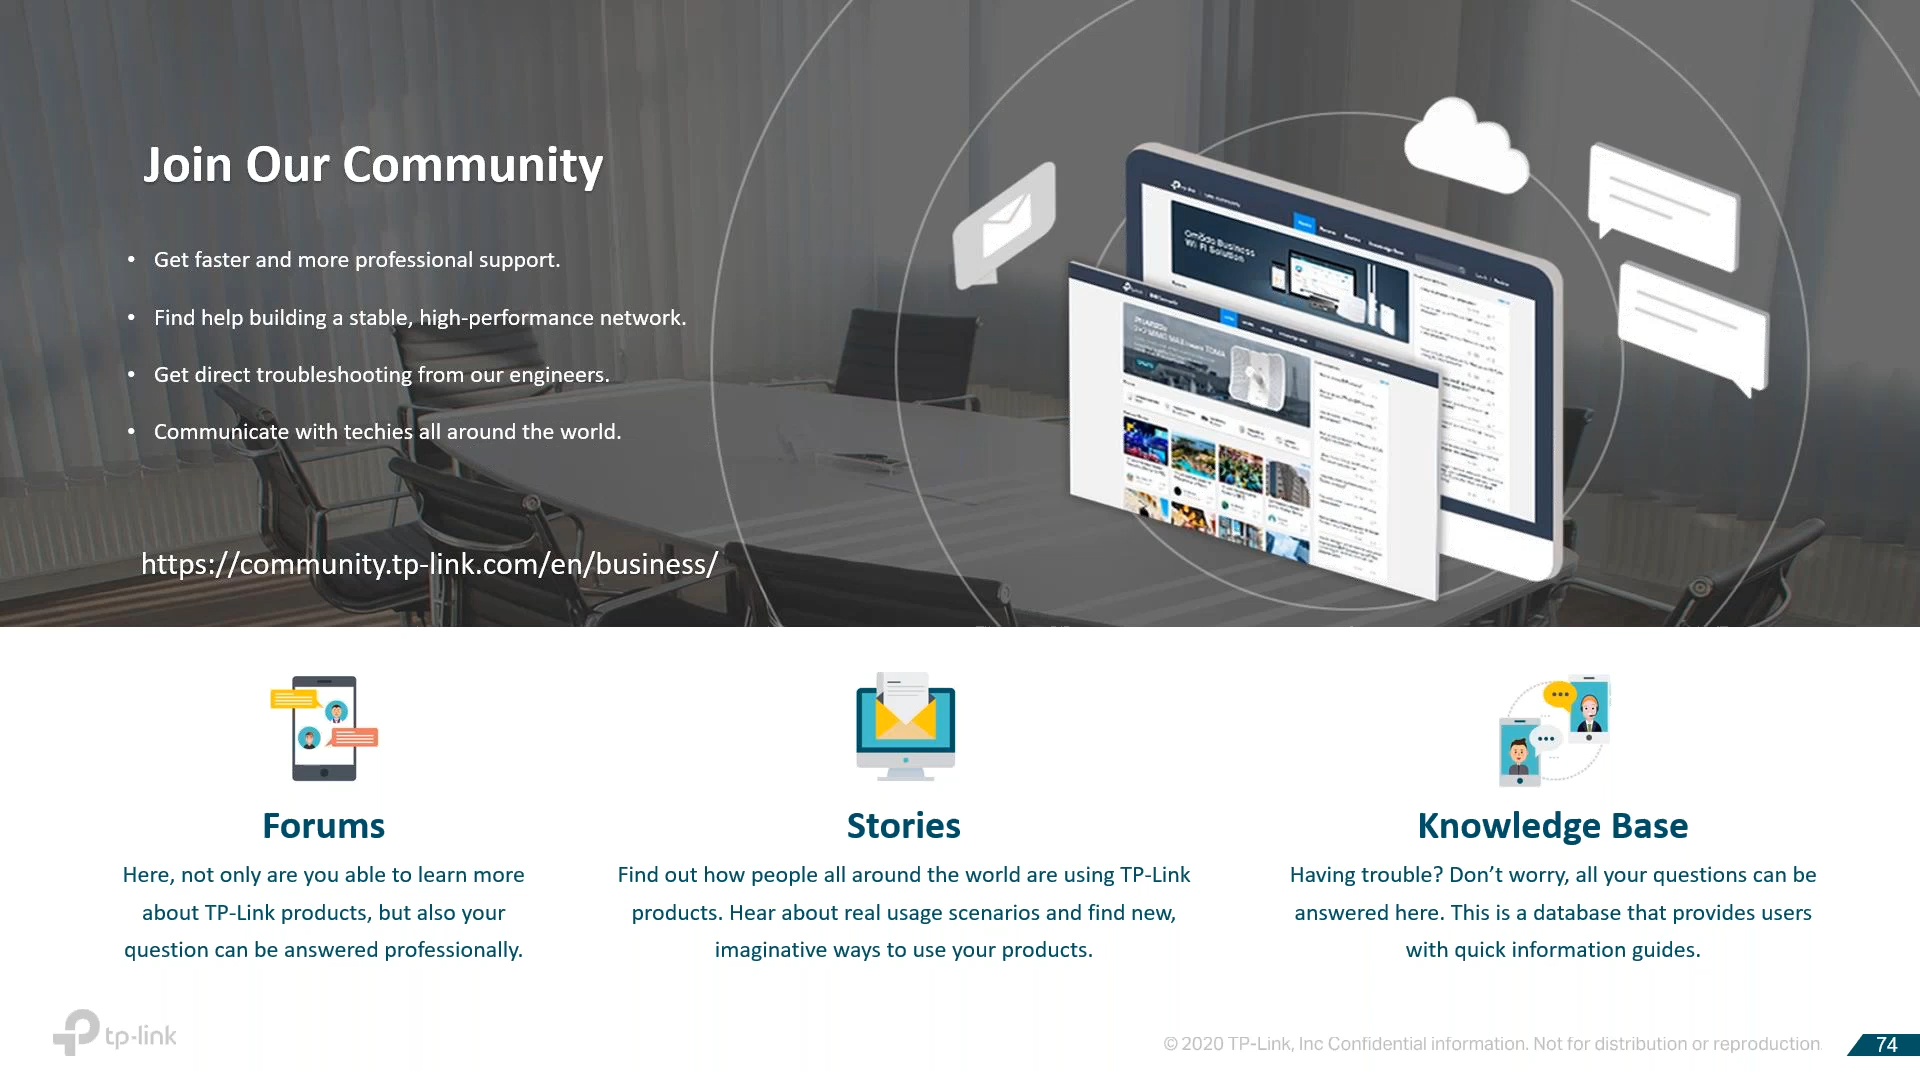 Join Our Community
• Get faster and more professional support.
• Find help building a stable, high-performance network.
• Get direct troubleshooting from our engineers.
• Communicate with techies all around the world.
https://community.tp-link.com/en/business/
Omada Business
Wi Fi Solution
Forums
Here, not only are you able to learn more
about TP-Link products, but also your
question can be answered professionally.
Stories
Find out how people all around the world are using TP-Link
products. Hear about real usage scenarios and find new,
imaginative ways to use your products.
Knowledge Base
Having trouble? Don’t worry, all your questions can be
answered here. This is a database that provides users
with quick information guides.
tp-link
© 2020 TP-Link, Inc Confidential information. Not for distribution or reproduction.
74